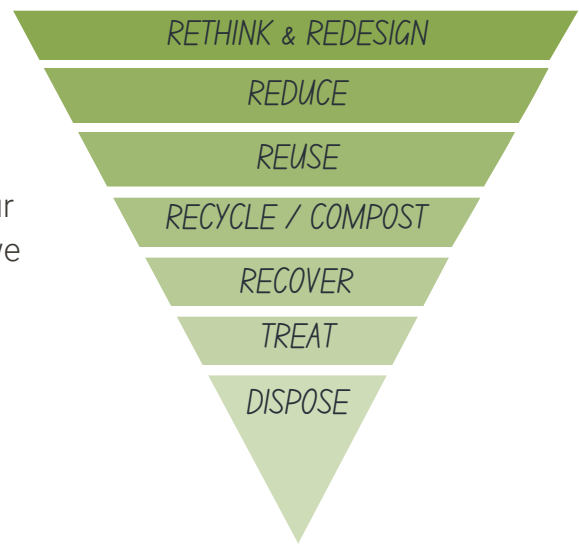 RETHINK & REDESIGN
REDUCE
REUSE
RECYCLE / COMPOST
RECOVER
TREAT
DISPOSE